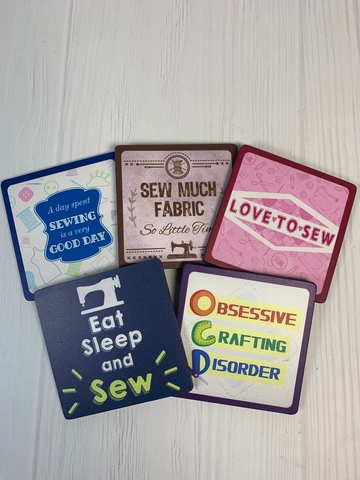 A day spent
SEWING
is a very
GOOD DAY
SEW MUCH
FABRIC
So Little Tim
LOVE·TO·SEW
Eat
Sleep
and
Sew
OBSESSIVE
CRAFTING
DISORDER